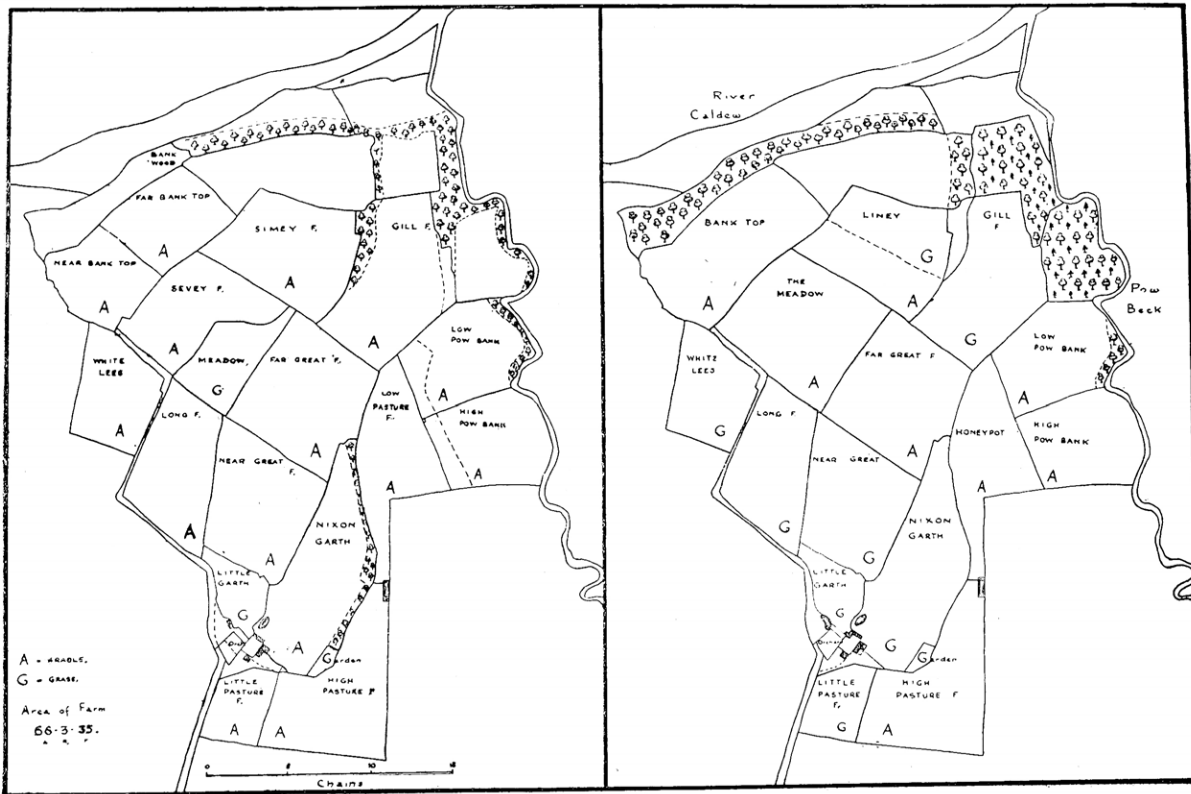 BANK
WOOD
FAR BANK TOP
A
SIMEY F.
GILL F.
NEAR BANK TOP
A
A
SEVEY F.
A
LOW
POW BANK
A
A
WHITE
LEES
A
MEADOW,
G
FAR GREAT F,
A
LOW
PASTURE
F.
A
HIGH
POW BANK
A
LONG F.
A
NEAR GREAT
F.
A
NIXON
GARTH
A
LITTLE
GARTH
G
Orch
Garden
LITTLE
PASTURE
F.
A
HIGH
PASTURE F
A
A = ARABLE.
G = GRASS.
Area of Farm
66-3-35.
A R P
0 5 10 15
Chains
River
Caldew
BANK TOP
A
LINEY
G
A
GILL
F
G
THE
MEADOW
A
Pow
Beck
WHITE
LEES
G
FAR GREAT F
A
LOW
POW BANK
A
LONG F.
G
NEAR GREAT
F
G
HONEYPOT
A
HIGH
POW BANK
A
NIXON
GARTH
G
LITTLE
GARTH
G
Orchard
Garden
LITTLE
PASTURE
F.
G
HIGH
PASTURE F
A